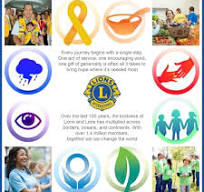 Every journey begins with a single step.
One act of service, one encouraging word,
one gift of generosity is often all it takes to
bring hope where it's needed most.
LIONS
L
INTERNATIONAL
Over the last 100 years, the kindness of
Lions and Leos has multiplied across
borders, oceans, and continents. With
over 1.4 million members,
together we can change the world